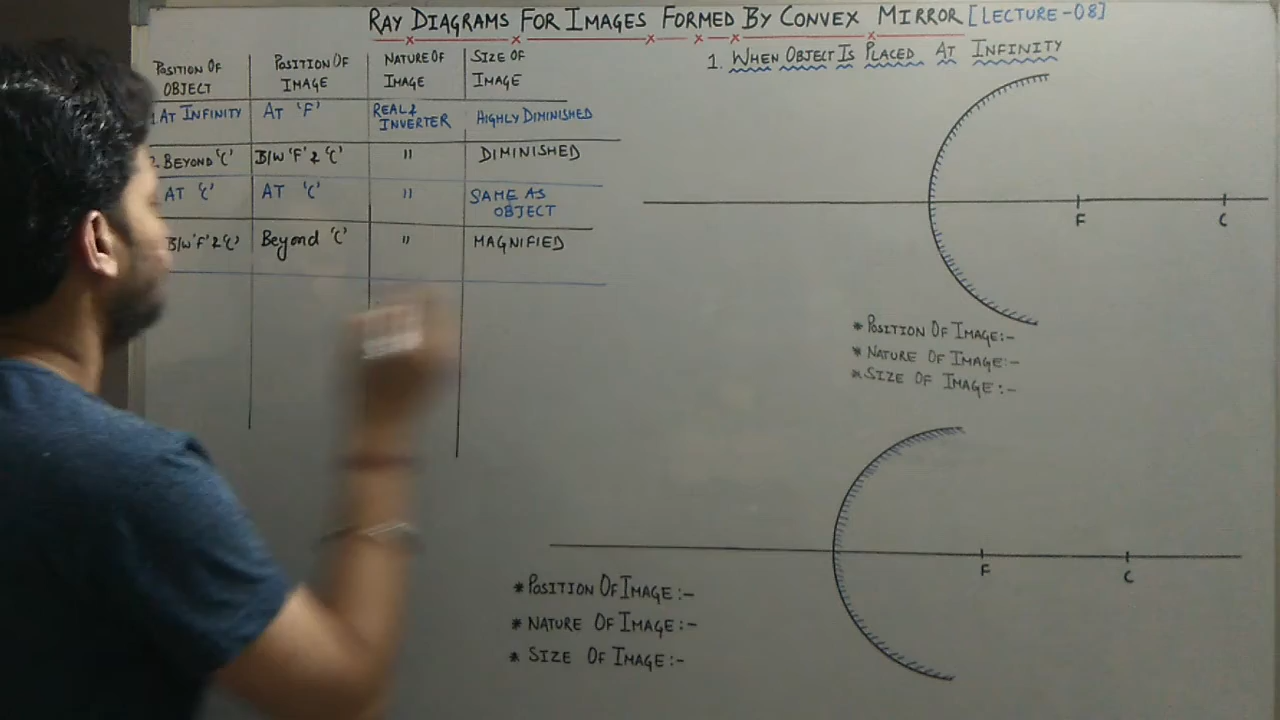 RAY DIAGRAMS FOR IMAGES FORMED BY CONVEX MIRROR [LECTURE-08]
POSITION OF OBJECT
POSITION OF IMAGE
NATURE OF IMAGE
SIZE OF IMAGE
1. AT INFINITY
AT 'F'
REAL & INVERTER
HIGHLY DIMINISHED
2. BEYOND 'C'
B/W 'F' & 'C'
"
DIMINISHED
AT 'C'
AT 'C'
"
SAME AS OBJECT
B/W 'F' & 'C'
Beyond 'C'
"
MAGNIFIED
1. WHEN OBJECT IS PLACED AT INFINITY
F
C
* POSITION OF IMAGE:-
* NATURE OF IMAGE:-
* SIZE OF IMAGE:-
F
C
* POSITION OF IMAGE:-
* NATURE OF IMAGE:-
* SIZE OF IMAGE:-